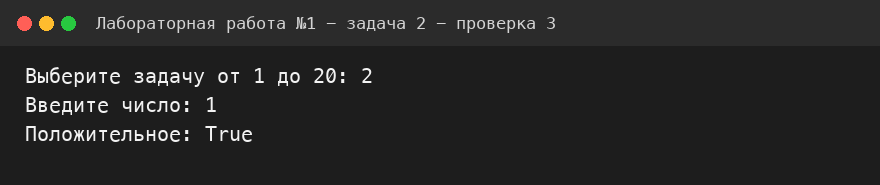 Лабораторная работа №1 — задача 2 — проверка 3
Выберите задачу от 1 до 20: 2
Введите число: 1
Положительное: True